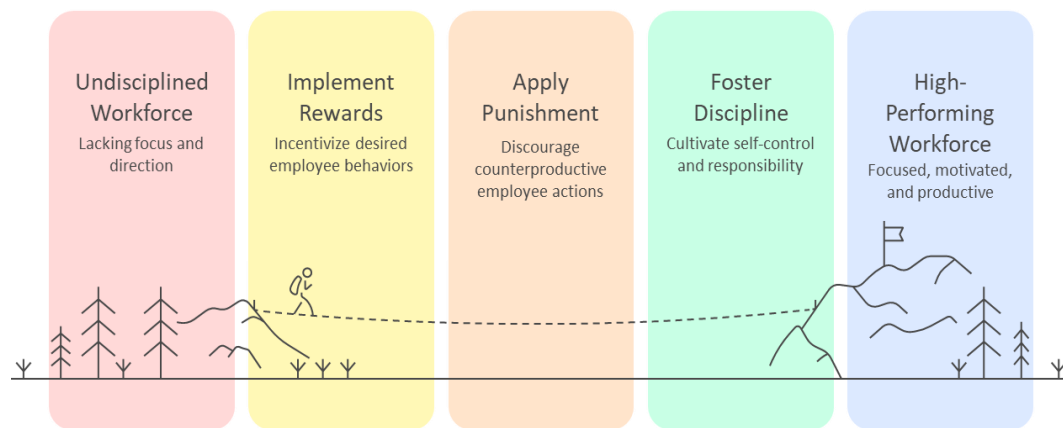 Undisciplined
Workforce
Lacking focus and
direction
Implement
Rewards
Incentivize desired
employee behaviors
Apply
Punishment
Discourage
counterproductive
employee actions
Foster
Discipline
Cultivate self-control
and responsibility
High-
Performing
Workforce
Focused, motivated,
and productive